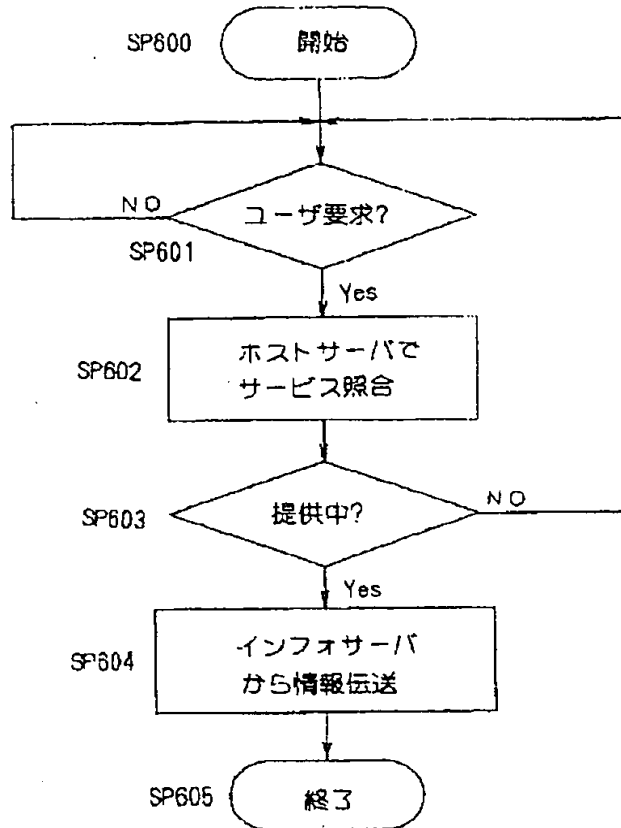 SP600
開始
NO
ユーザ要求?
SP601
Yes
ホストサーバで
サービス照合
SP602
提供中?
NO
SP603
Yes
インフォサーバ
から情報伝送
SP604
SP605
終了